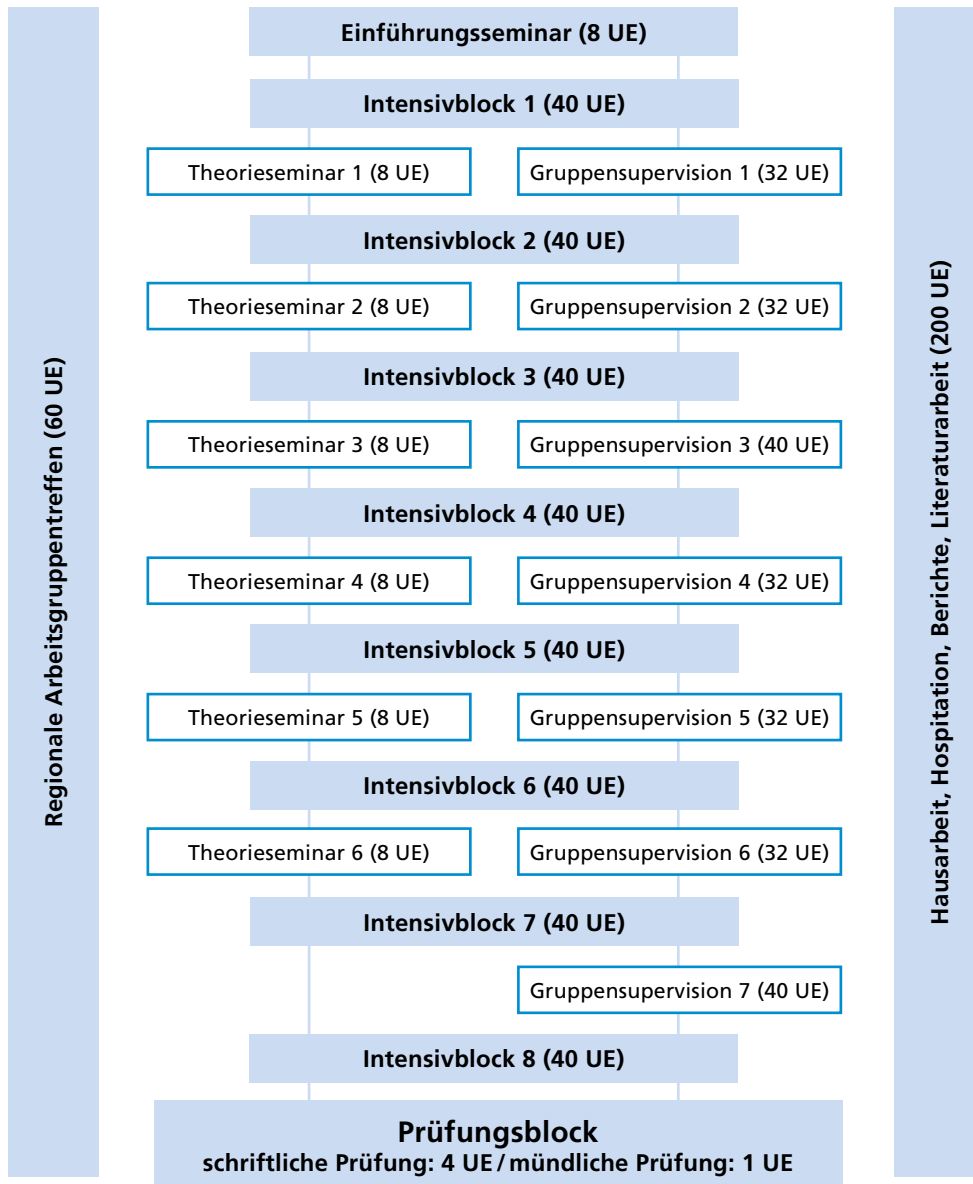 Regionale Arbeitsgruppentreffen (60 UE)
Einführungsseminar (8 UE)
Intensivblock 1 (40 UE)
Theorieseminar 1 (8 UE)
Gruppensupervision 1 (32 UE)
Intensivblock 2 (40 UE)
Theorieseminar 2 (8 UE)
Gruppensupervision 2 (32 UE)
Intensivblock 3 (40 UE)
Theorieseminar 3 (8 UE)
Gruppensupervision 3 (40 UE)
Intensivblock 4 (40 UE)
Theorieseminar 4 (8 UE)
Gruppensupervision 4 (32 UE)
Intensivblock 5 (40 UE)
Theorieseminar 5 (8 UE)
Gruppensupervision 5 (32 UE)
Intensivblock 6 (40 UE)
Theorieseminar 6 (8 UE)
Gruppensupervision 6 (32 UE)
Intensivblock 7 (40 UE)
Gruppensupervision 7 (40 UE)
Intensivblock 8 (40 UE)
Prüfungsblock
schriftliche Prüfung: 4 UE / mündliche Prüfung: 1 UE
Hausarbeit, Hospitation, Berichte, Literaturarbeit (200 UE)